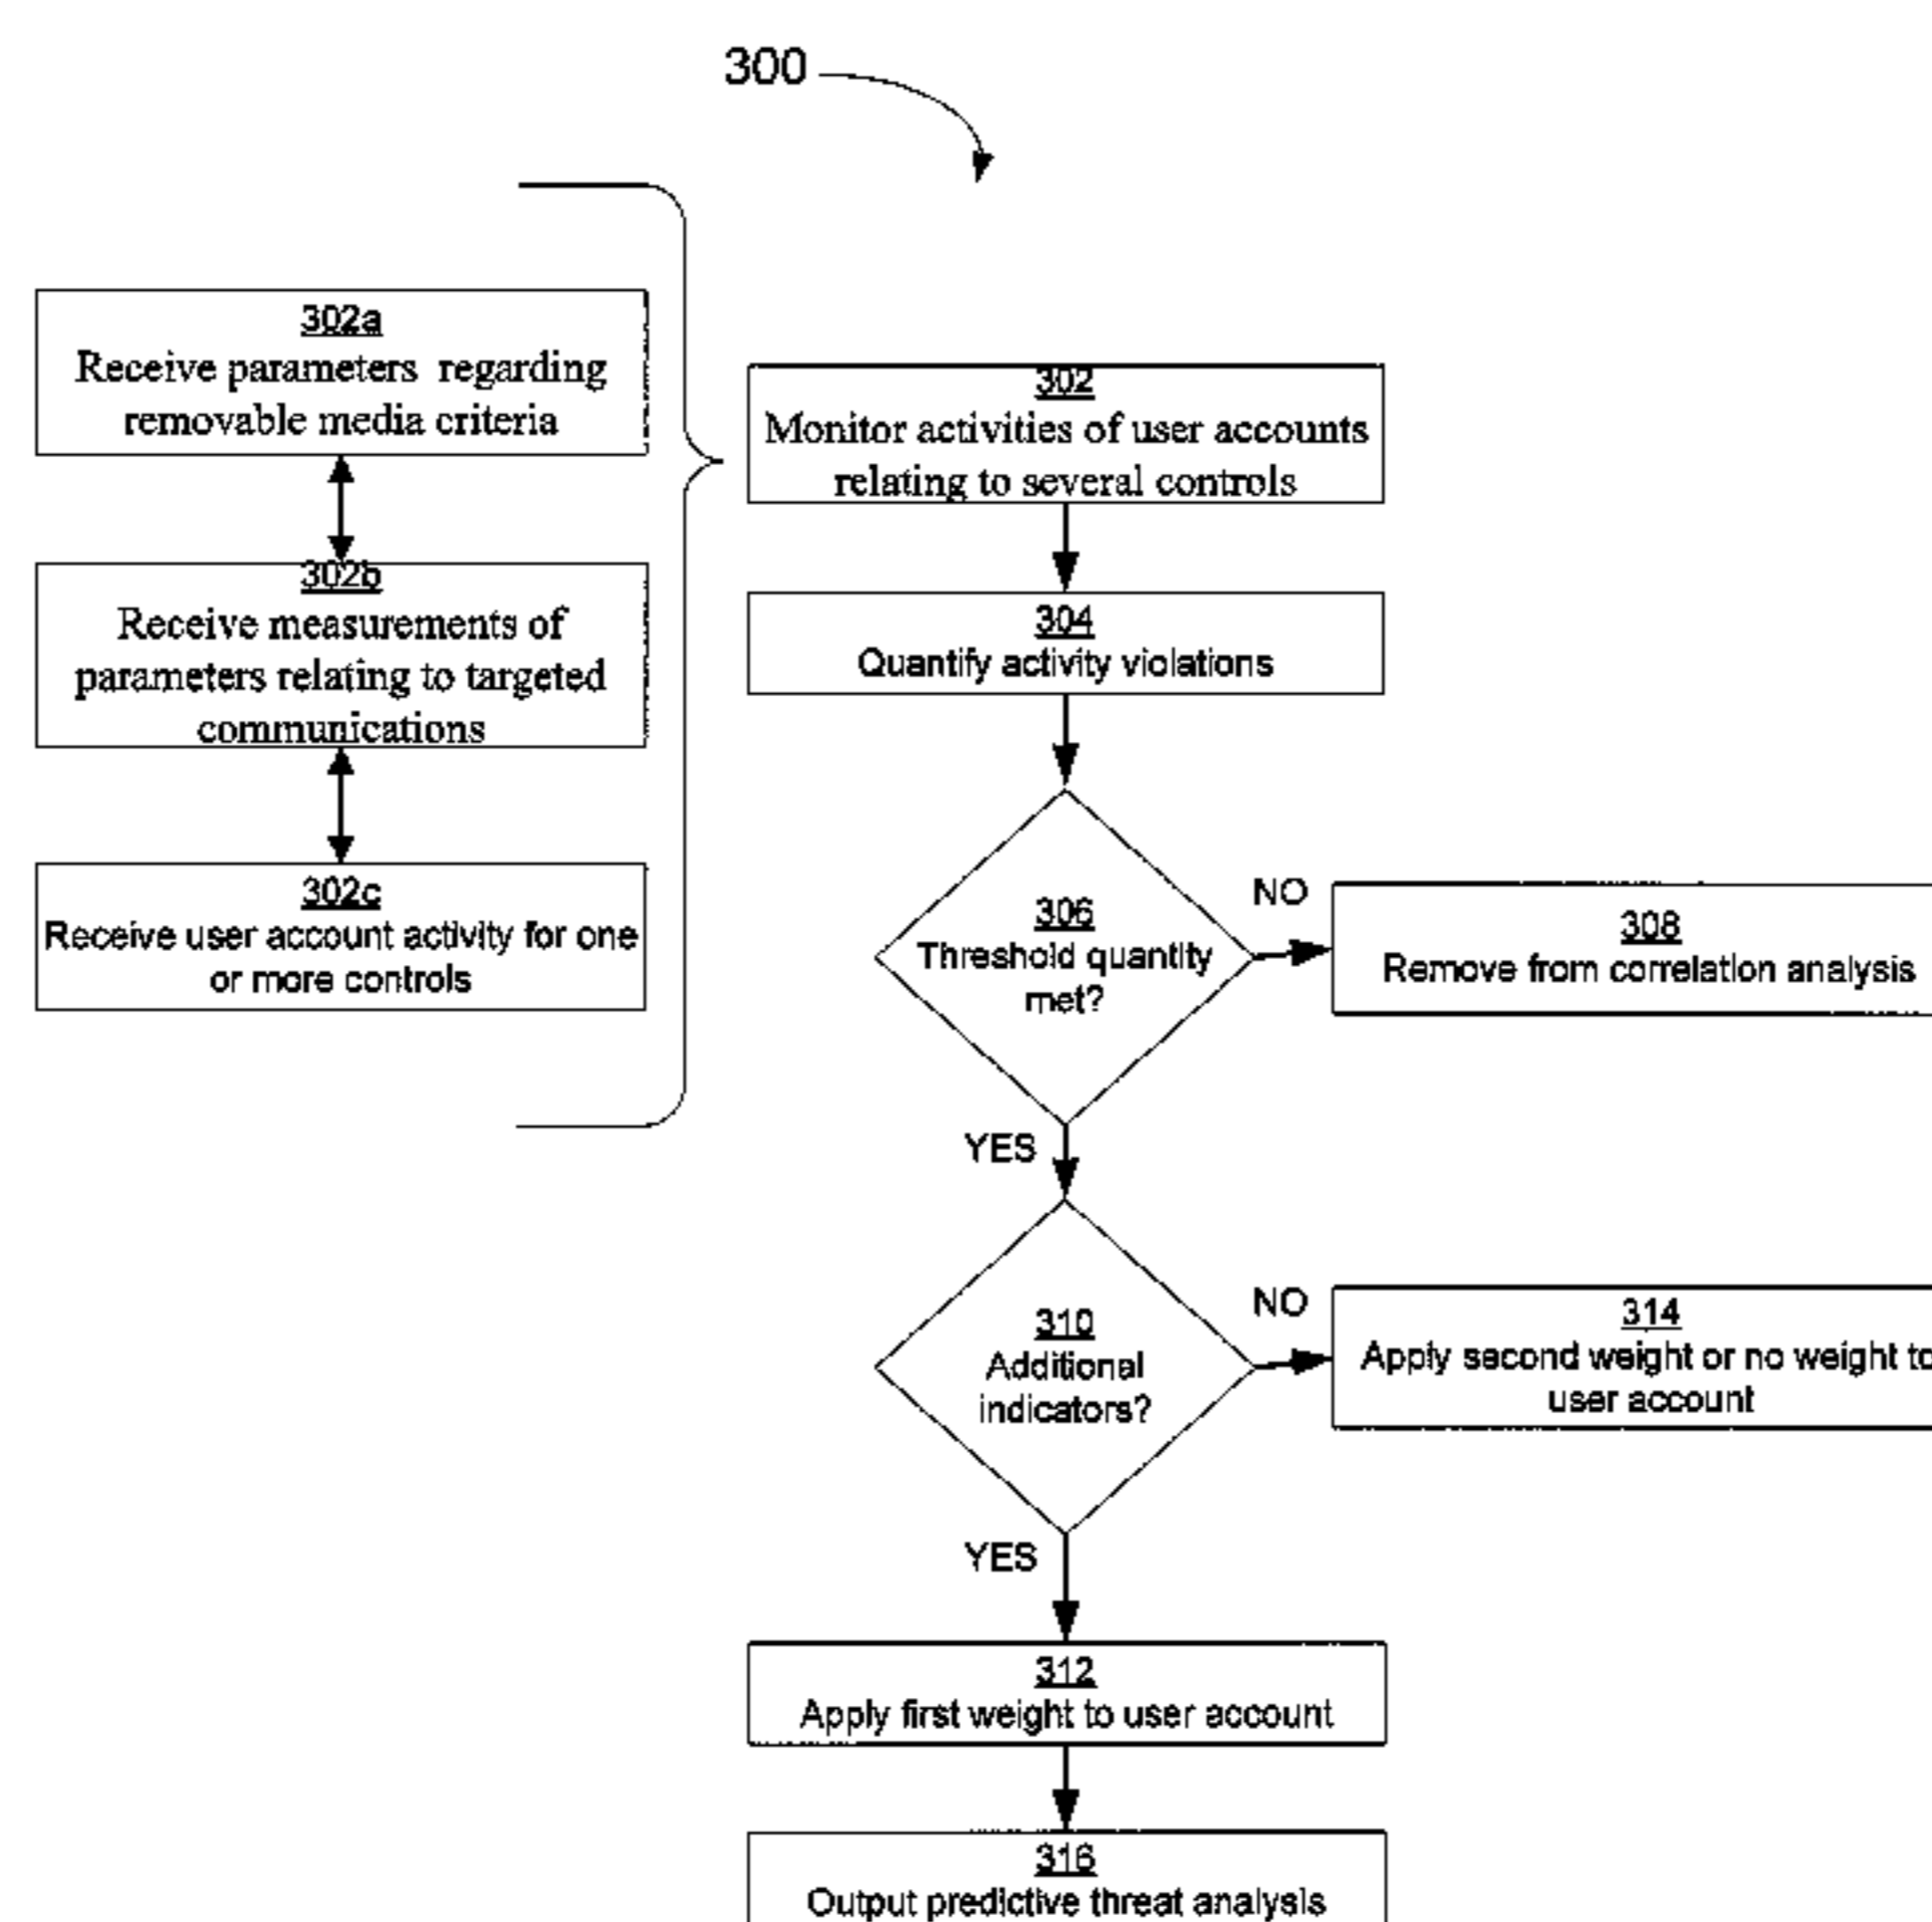 300
302a
Receive parameters regarding
removable media criteria
302b
Receive measurements of
parameters relating to targeted
communications
302c
Receive user account activity for one
or more controls
302
Monitor activities of user accounts
relating to several controls
304
Quantify activity violations
306
Threshold quantity
met?
NO
308
Remove from correlation analysis
YES
310
Additional
indicators?
NO
314
Apply second weight or no weight to
user account
YES
312
Apply first weight to user account
316
Output predictive threat analysis